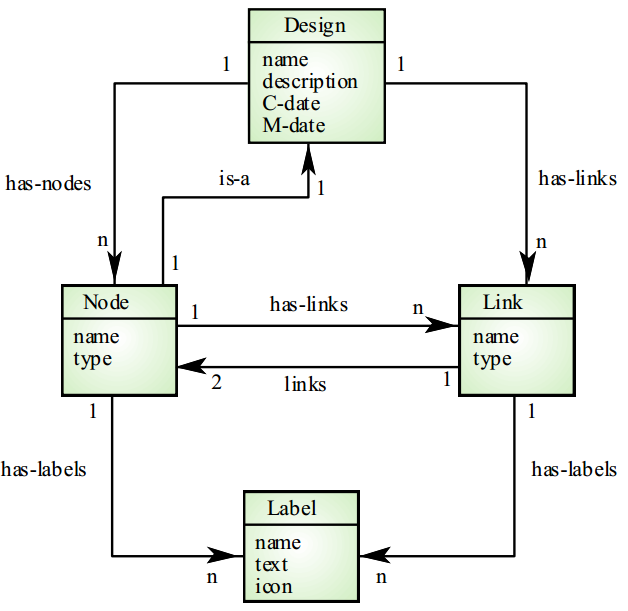 Design
name
description
C-date
M-date
1
1
has-nodes
is-a
has-links
1
n
n
1
Node
name
type
1
has-links
n
Link
name
type
2
links
1
1
1
has-labels
has-labels
Label
name
text
icon
n
n